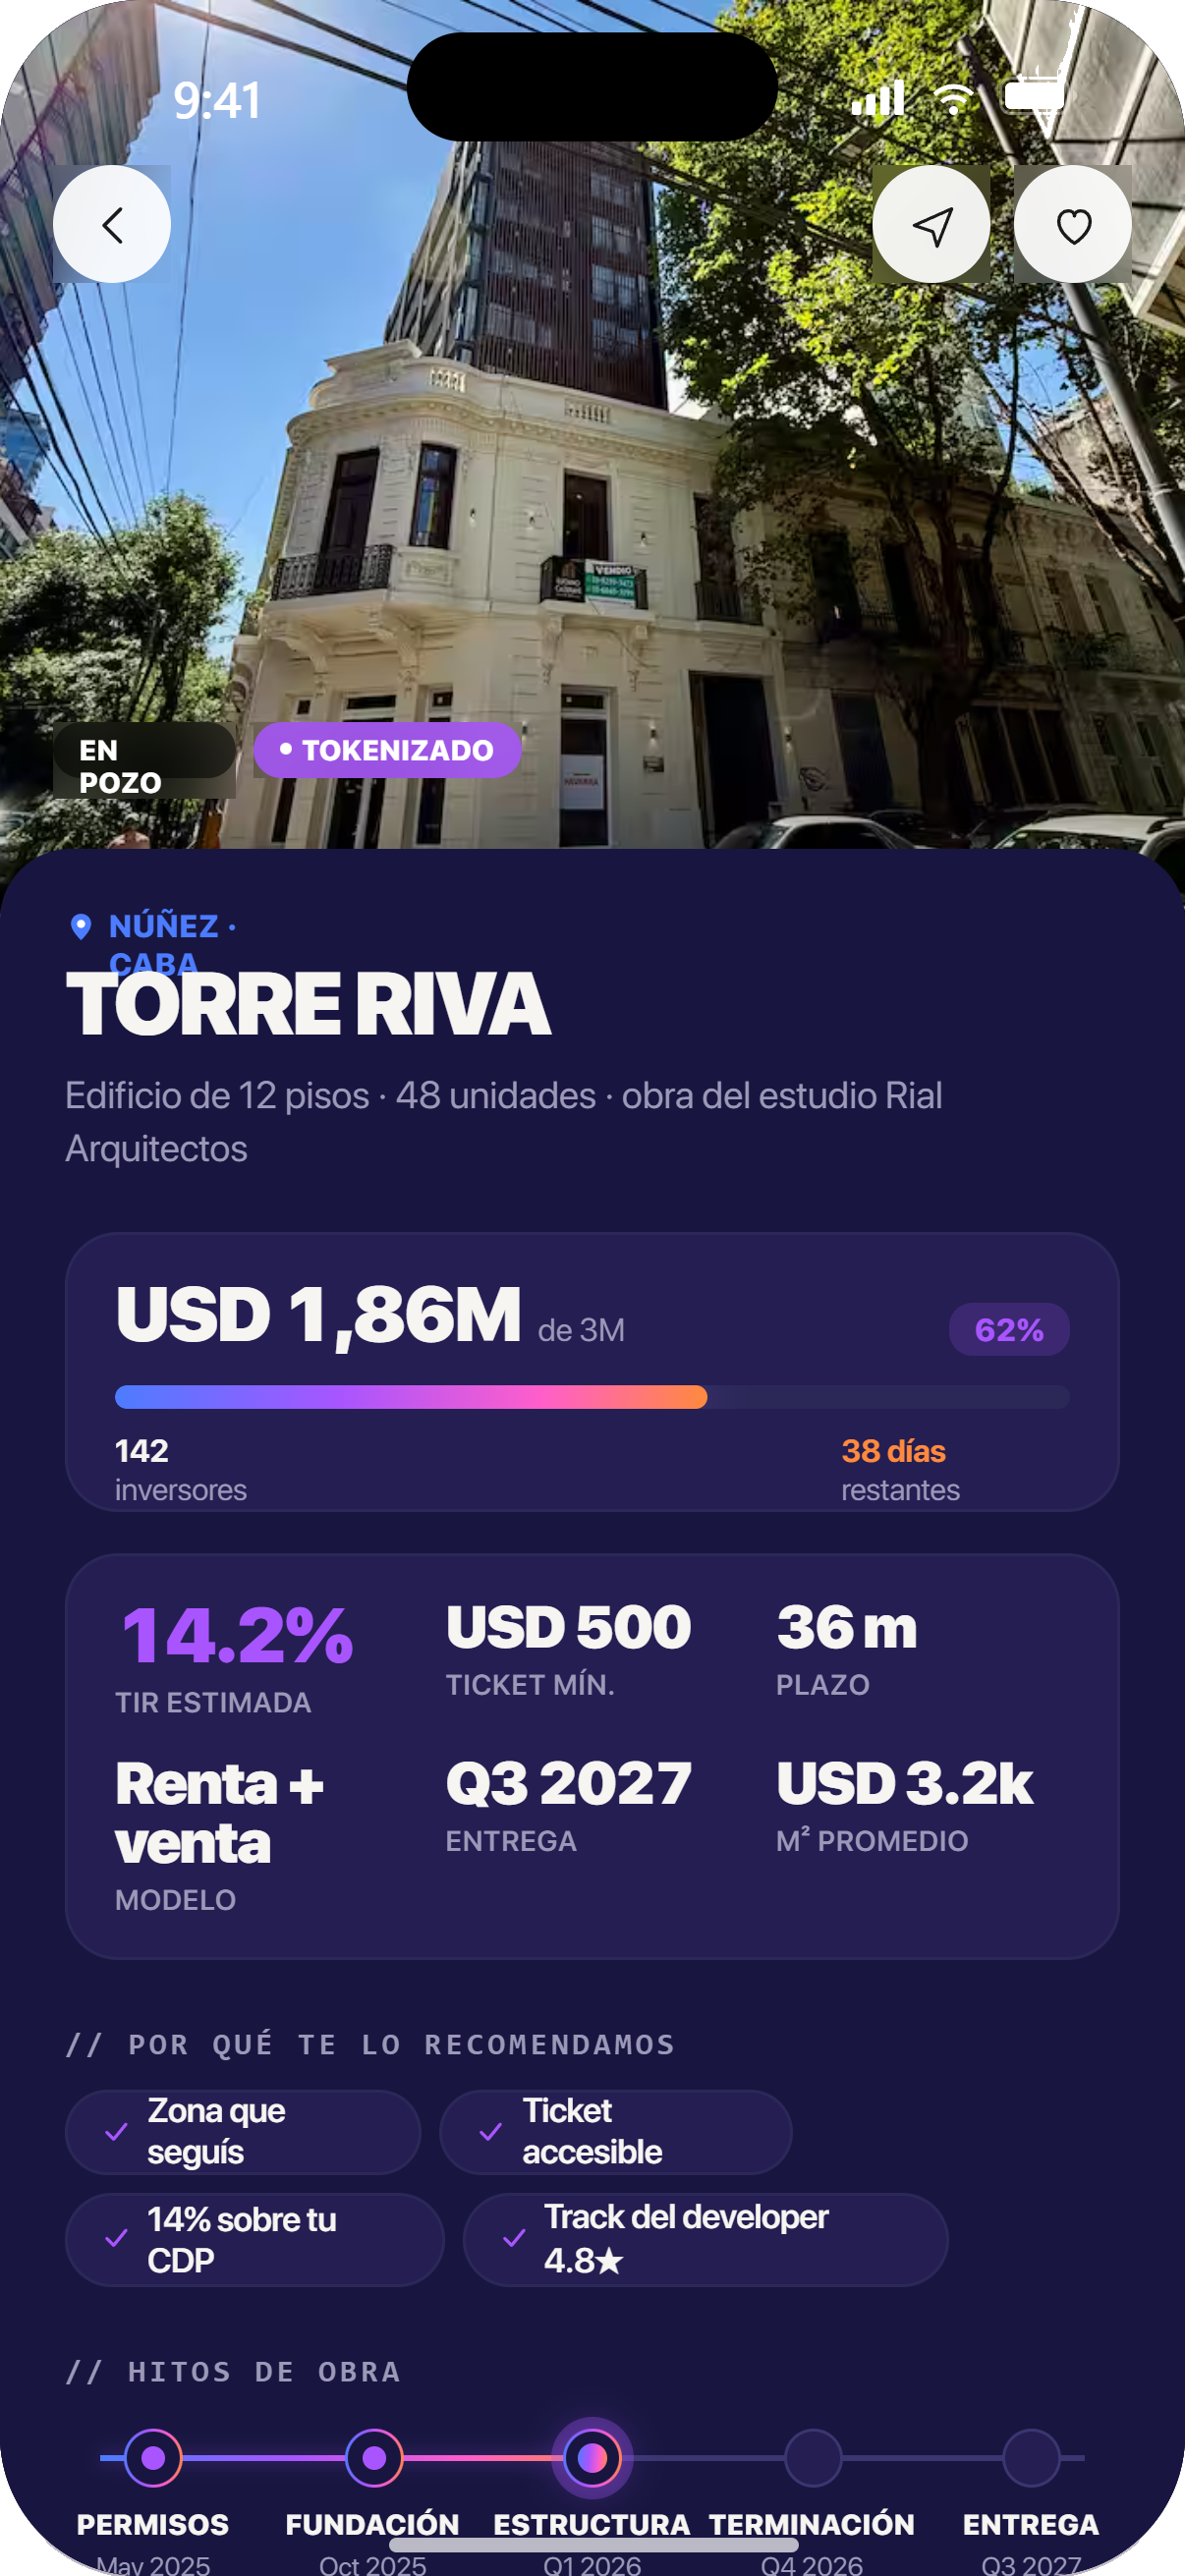 9:41
VENDIO
EN
POZO
TOKENIZADO
NÚÑEZ ·
CABA
TORRE RIVA
Edificio de 12 pisos · 48 unidades · obra del estudio Rial
Arquitectos
USD 1,86M de 3M
62%
142
inversores
38 días
restantes
14.2%
TIR ESTIMADA
USD 500
TICKET MÍN.
36 m
PLAZO
Renta +
venta
MODELO
Q3 2027
ENTREGA
USD 3.2k
M² PROMEDIO
// POR QUÉ TE LO RECOMENDAMOS
Zona que
seguís
Ticket
accesible
14% sobre tu
CDP
Track del developer
4.8★
// HITOS DE OBRA
PERMISOS
FUNDACIÓN
ESTRUCTURA
TERMINACIÓN
ENTREGA
May 2025
Oct 2025
Q1 2026
Q4 2026
Q3 2027